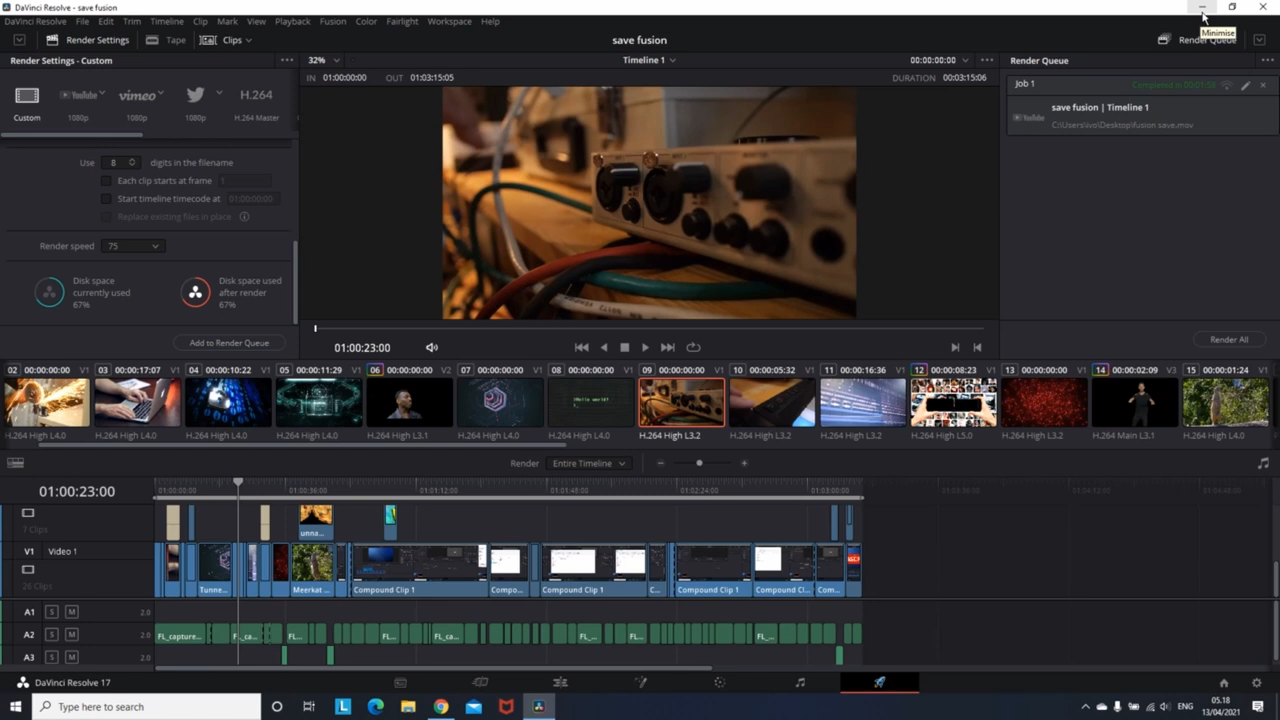 DaVinci Resolve - save fusion
DaVinci Resolve File Edit Trim Timeline Clip Mark View Playback Fusion Color Fairlight Workspace Help
Minimise
Render Settings Tape Clips save fusion Render Queue
Render Settings - Custom 32% Timeline 1 00:00:00:00 Render Queue
IN 01:00:00:00 OUT 01:03:15:05 DURATION 00:03:15:06
Job 1 Completed in 00:01:56
YouTube vimeo H.264
Custom 1080p 1080p 1080p H.264 Master
save fusion | Timeline 1
YouTube C:\Users\ivo\Desktop\fusion save.mov
Use 8 digits in the filename
Each clip starts at frame 1
Start timeline timecode at 01:00:00:00
Replace existing files in place
Render speed 75
Disk space currently used 67%
Disk space used after render 67%
Add to Render Queue 01:00:23:00 Render All
02 00:00:00:00 V1 03 00:00:17:07 V1 04 00:00:10:22 V1 05 00:00:11:29 V1 06 00:00:00:00 V2 07 00:00:00:00 V1 08 00:00:00:00 V1 09 00:00:00:00 V1 10 00:00:05:32 V1 11 00:00:16:36 V1 12 00:00:08:23 V1 13 00:00:00:00 V1 14 00:00:02:09 V3 15 00:00:01:24 V1
H.264 High L4.0 H.264 High L4.0 H.264 High L4.0 H.264 High L4.0 H.264 High L3.1 H.264 High L4.0 H.264 High L4.0 H.264 High L3.2 H.264 High L3.2 H.264 High L3.2 H.264 High L5.0 H.264 High L3.2 H.264 Main L3.1 H.264 High L4.0
Render Entire Timeline
01:00:23:00 01:00:00:00 01:00:36:00 01:01:12:00 01:01:48:00 01:02:24:00 01:03:00:00 01:03:36:00 01:04:12:00 01:04:48:00
7 Clips unna...
V1 Video 1
26 Clips Tunne... Meerkat ... Compound Clip 1 Compo... Compound Clip 1 C... Compound Clip 1 Compound Cl... Com...
A1 S M 2.0
A2 S M 2.0 FL_capture... FL_ca... FL... FL... FL_ca... FL_... FL... FL_...
A3 S M 2.0
DaVinci Resolve 17
Type here to search ENG 05.18
13/04/2021